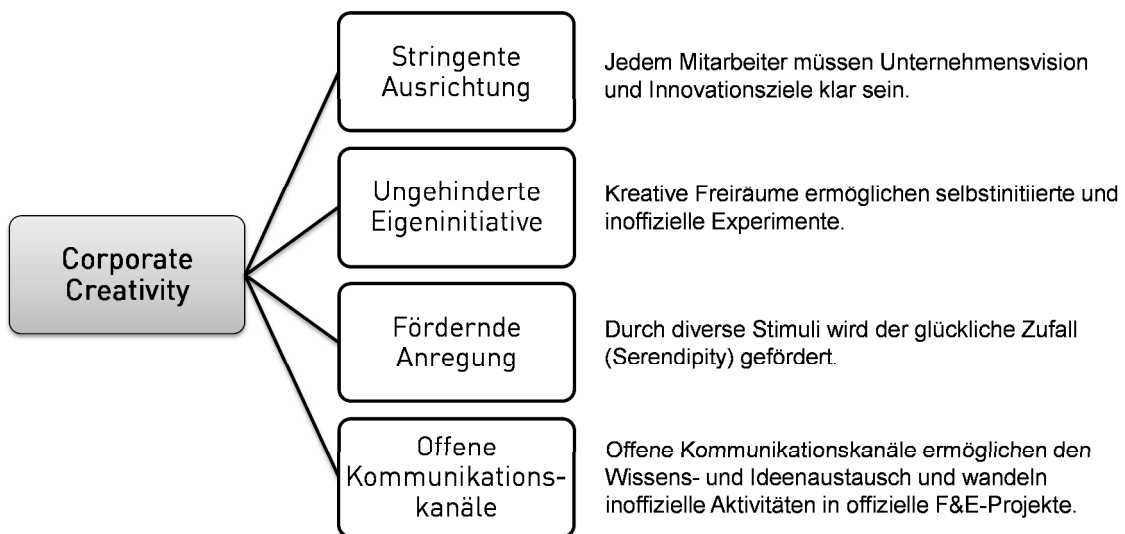 Corporate
Creativity
Stringente
Ausrichtung
Jedem Mitarbeiter müssen Unternehmensvision
und Innovationsziele klar sein.
Ungehinderte
Eigeninitiative
Kreative Freiräume ermöglichen selbstinitiierte und
inoffizielle Experimente.
Fördernde
Anregung
Durch diverse Stimuli wird der glückliche Zufall
(Serendipity) gefördert.
Offene
Kommunikations-
kanäle
Offene Kommunikationskanäle ermöglichen den
Wissens- und Ideenaustausch und wandeln
inoffizielle Aktivitäten in offizielle F&E-Projekte.